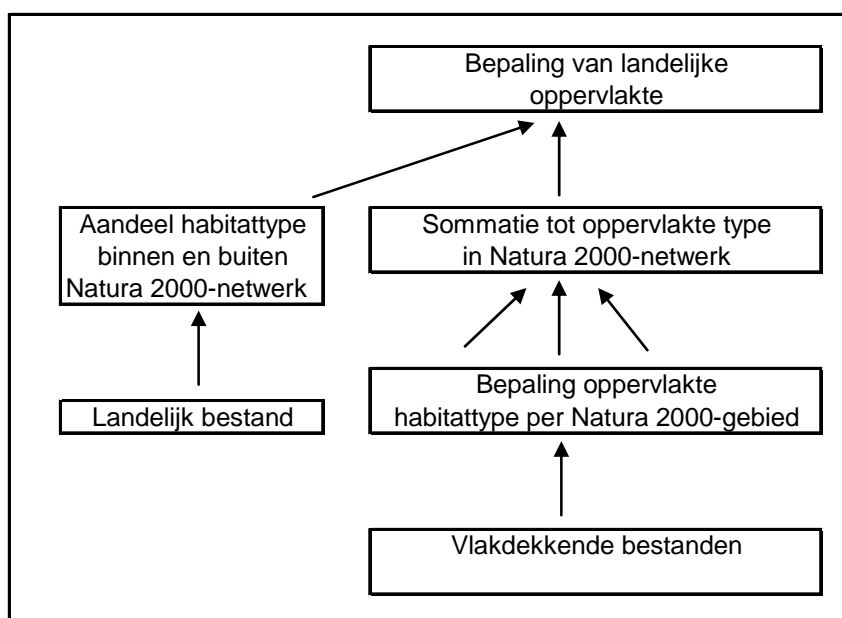 Bepaling van landelijke
oppervlakte
Aandeel habitattype
binnen en buiten
Natura 2000-netwerk
Sommatie tot oppervlakte type
in Natura 2000-netwerk
Landelijk bestand
Bepaling oppervlakte
habitattype per Natura 2000-gebied
Vlakdekkende bestanden